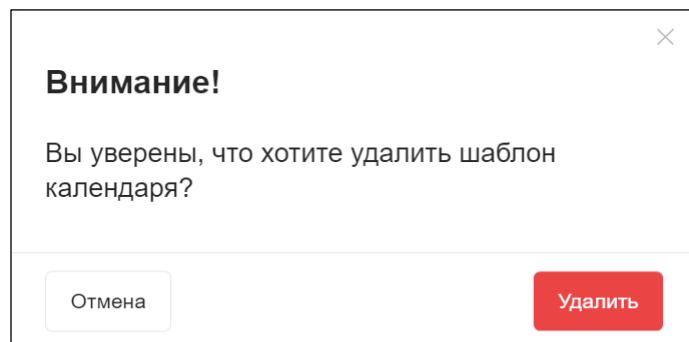 Внимание!
Вы уверены, что хотите удалить шаблон
календаря?
Отмена
Удалить